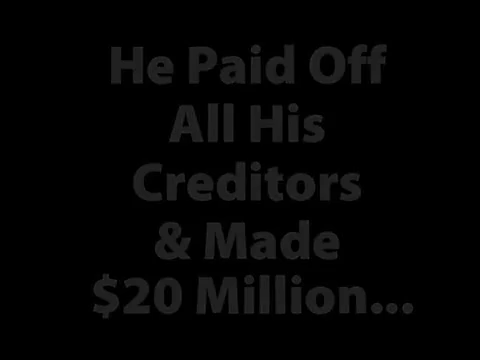 He Paid Off
All His
Creditors
& Made
$20 Million...